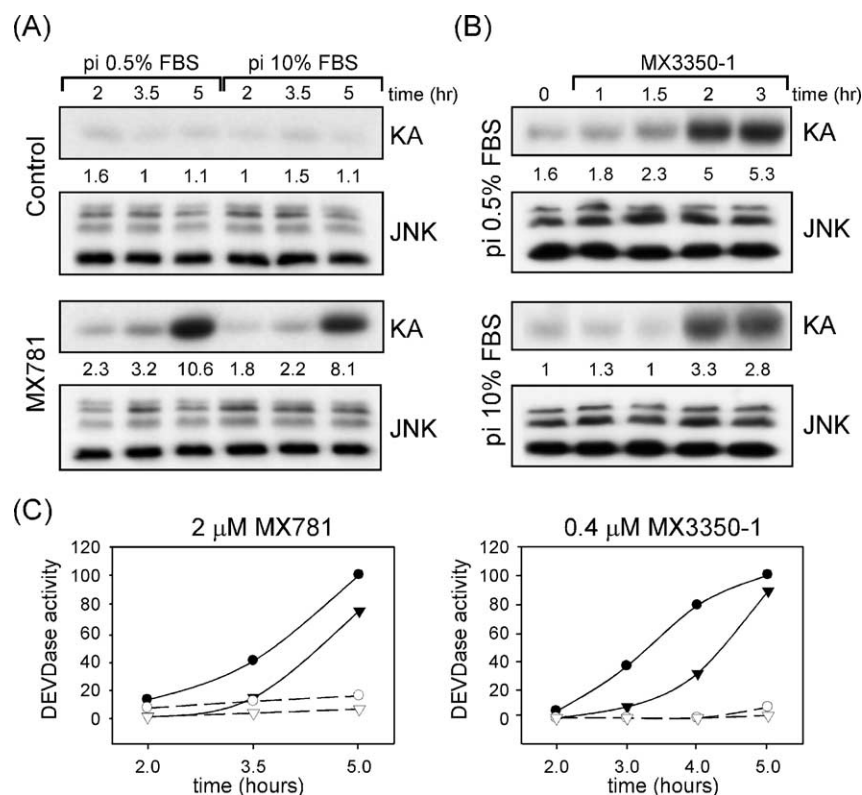 (A)
pi 0.5% FBS pi 10% FBS
2 3.5 5 2 3.5 5 time (hr)
Control
KA
1.6 1 1.1 1 1.5 1.1
JNK
MX781
KA
2.3 3.2 10.6 1.8 2.2 8.1
JNK
(B)
MX3350-1
0 1 1.5 2 3 time (hr)
pi 0.5% FBS
KA
1.6 1.8 2.3 5 5.3
JNK
pi 10% FBS
KA
1 1.3 1 3.3 2.8
JNK
(C)
2 µM MX781
DEVDase activity
120
100
80
60
40
20
0
2.0 3.5 5.0
time (hours)
0.4 µM MX3350-1
DEVDase activity
120
100
80
60
40
20
0
2.0 3.0 4.0 5.0
time (hours)